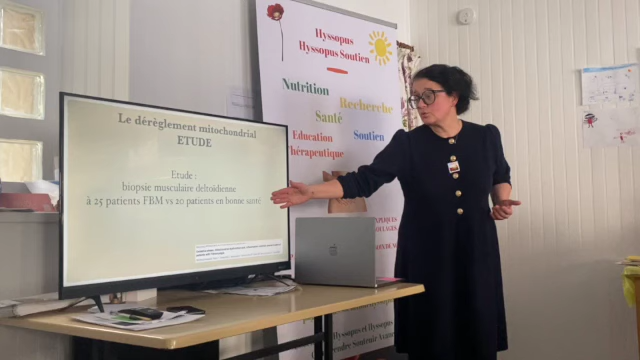 Le dérèglement mitochondrial
ETUDE
Etude :
biopsie musculaire deltoïdienne
à 25 patients FBM vs 20 patients en bonne santé
Hyssopus
Hyssopus Soutien
Nutrition
Recherche
Santé
Education
Thérapeutique
Soutien